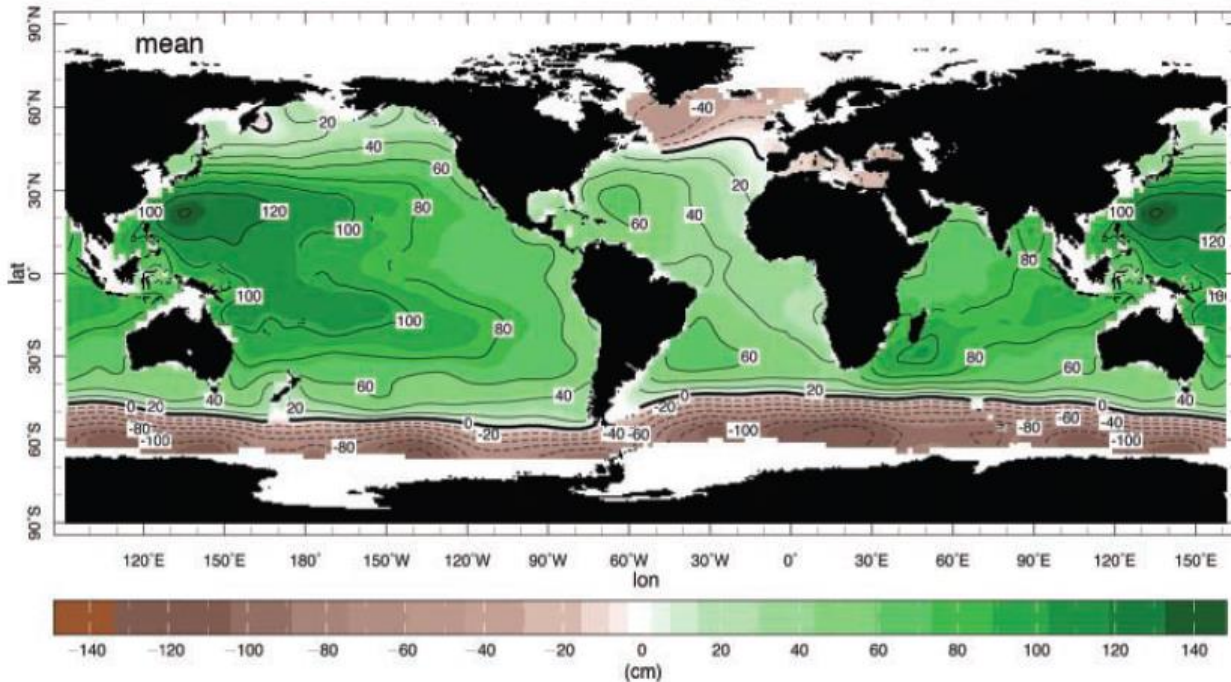 90°N
mean
60°N -40
20
40 60 20
30°N 100 120 80 60 40 100 120
100 80
lat 0°
100 100 80 100
30°S 60 40 60 80 60
0 20 40 20 0 -20 0 20 0 20 40
-80 -100 -80 -20 -40 -60 -100 -80 -60 -40 -100
60°S
90°S
120°E 150°E 180° 150°W 120°W 90°W 60°W 30°W 0° 30°E 60°E 90°E 120°E 150°E
lon
-140 -120 -100 -80 -60 -40 -20 0 20 40 60 80 100 120 140
(cm)